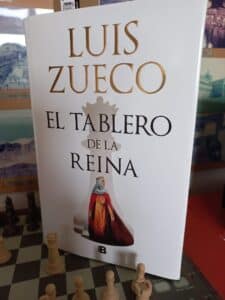 LUIS
ZUECO
EL TABLERO
DE LA
REINA
B